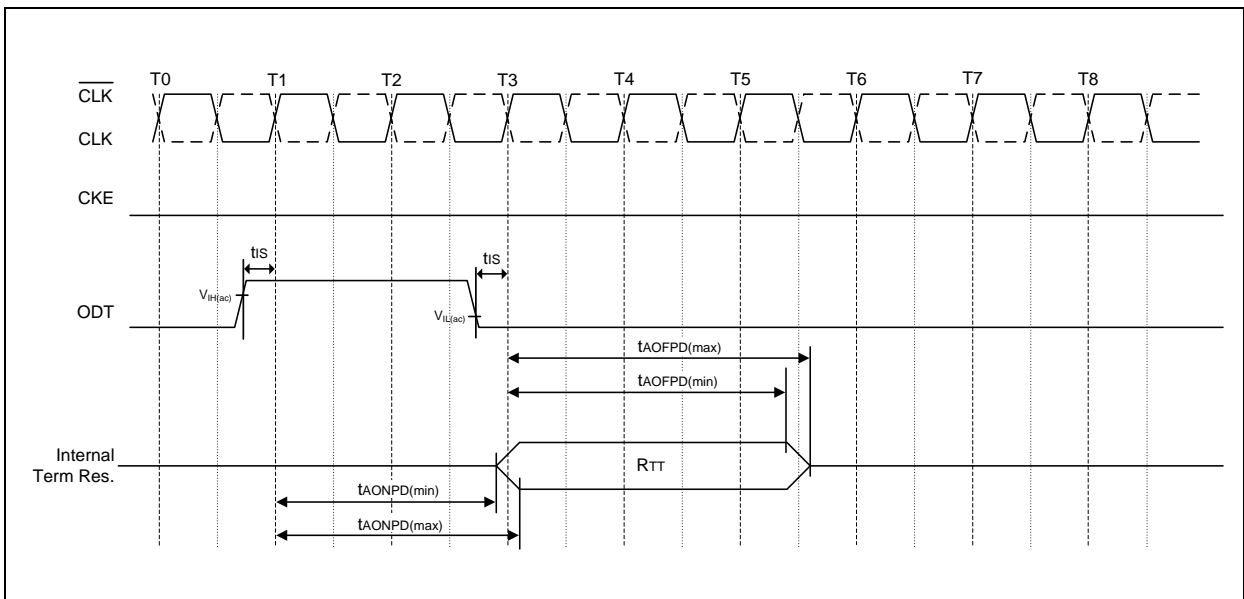 T0 T1 T2 T3 T4 T5 T6 T7 T8
CLK
CLK
CKE
tIS tIS
VIH(ac)
ODT
VIL(ac)
tAOFPD(max)
tAOFPD(min)
Internal
Term Res.
RTT
tAONPD(min)
tAONPD(max)